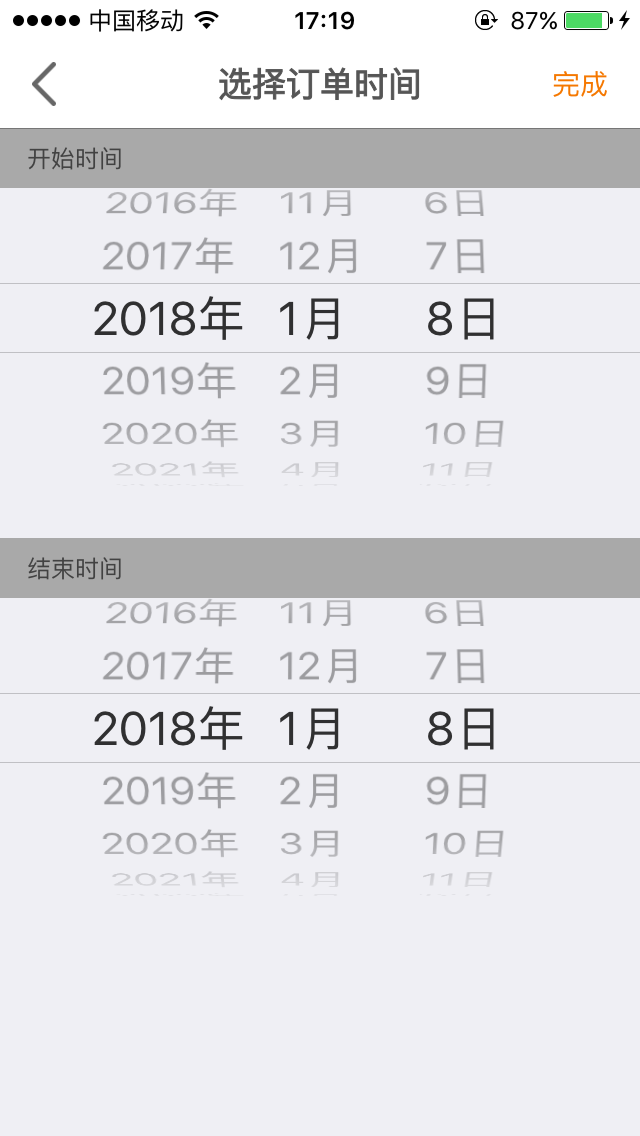 中国移动 17:19 87%
选择订单时间 完成
开始时间
2016年 11月 6日
2017年 12月 7日
2018年 1月 8日
2019年 2月 9日
2020年 3月 10日
2021年 4月 11日
结束时间
2016年 11月 6日
2017年 12月 7日
2018年 1月 8日
2019年 2月 9日
2020年 3月 10日
2021年 4月 11日